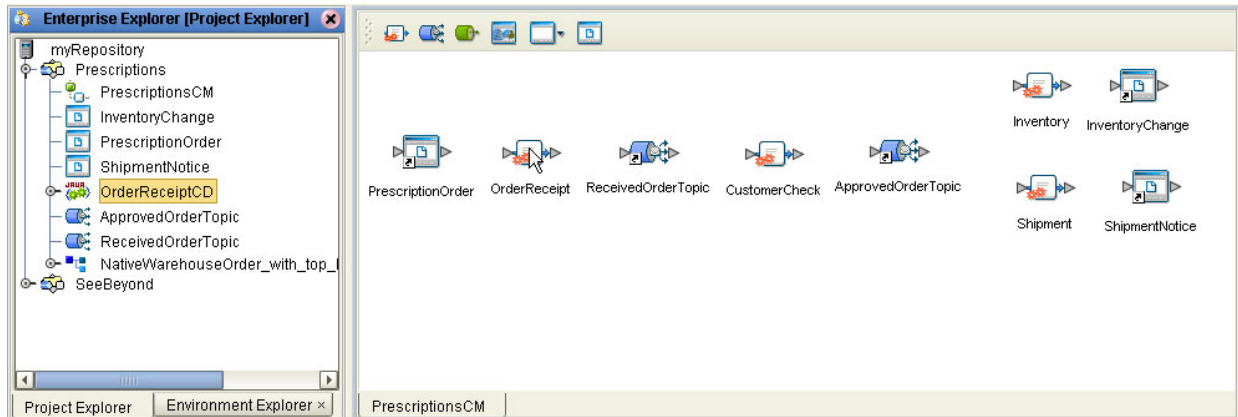 Enterprise Explorer [Project Explorer]
myRepository
Prescriptions
PrescriptionsCM
InventoryChange
PrescriptionOrder
ShipmentNotice
OrderReceiptCD
ApprovedOrderTopic
ReceivedOrderTopic
NativeWarehouseOrder_with_top_
SeeBeyond
Project Explorer
Environment Explorer ×
PrescriptionOrder
OrderReceipt
ReceivedOrderTopic
CustomerCheck
ApprovedOrderTopic
Inventory
InventoryChange
Shipment
ShipmentNotice
PrescriptionsCM